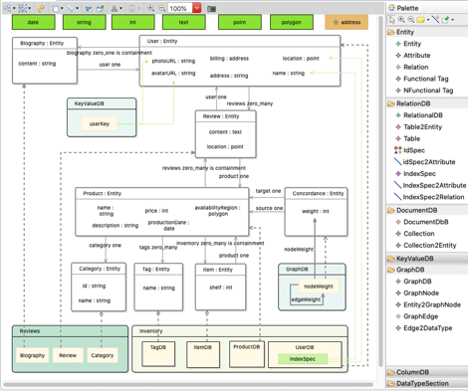 100%
date
string
int
text
point
polygon
address
Biography : Entity
content : string
biography zero_one is containment
user one
User : Entity
photoURL : string
billing : address
location : point
avatarURL : string
address : string
name : string
KeyValueDB
userKey
user one
reviews zero_many
Review : Entity
content : text
location : point
reviews zero_many is containment
product one
Product : Entity
name :
string
price : int
availabilityRegion :
polygon
description : string
productionDate :
date
target one
source one
Concordance : Entity
weight : int
category one
tags zero_many
inventory zero_many is containment
product one
nodeWeight
Category : Entity
id : string
name : string
Tag : Entity
name : string
Item : Entity
shelf : int
GraphDB
nodeWeight
edgeWeight
Reviews
Biography
Review
Category
Inventory
TagDB
ItemDB
ProductDB
UserDB
indexSpec
Palette
Entity
Entity
Attribute
Relation
Functional Tag
NFunctional Tag
RelationDB
RelationalDB
Table2Entity
Table
IdSpec
idSpec2Attribute
IndexSpec
IndexSpec2Attribute
IndexSpec2Relation
DocumentDB
DocumentDbB
Collection
Collection2Entity
KeyValueDB
GraphDB
GraphDB
GraphNode
Entity2GraphNode
GraphEdge
Edge2DataType
ColumnDB
DataTypeSection